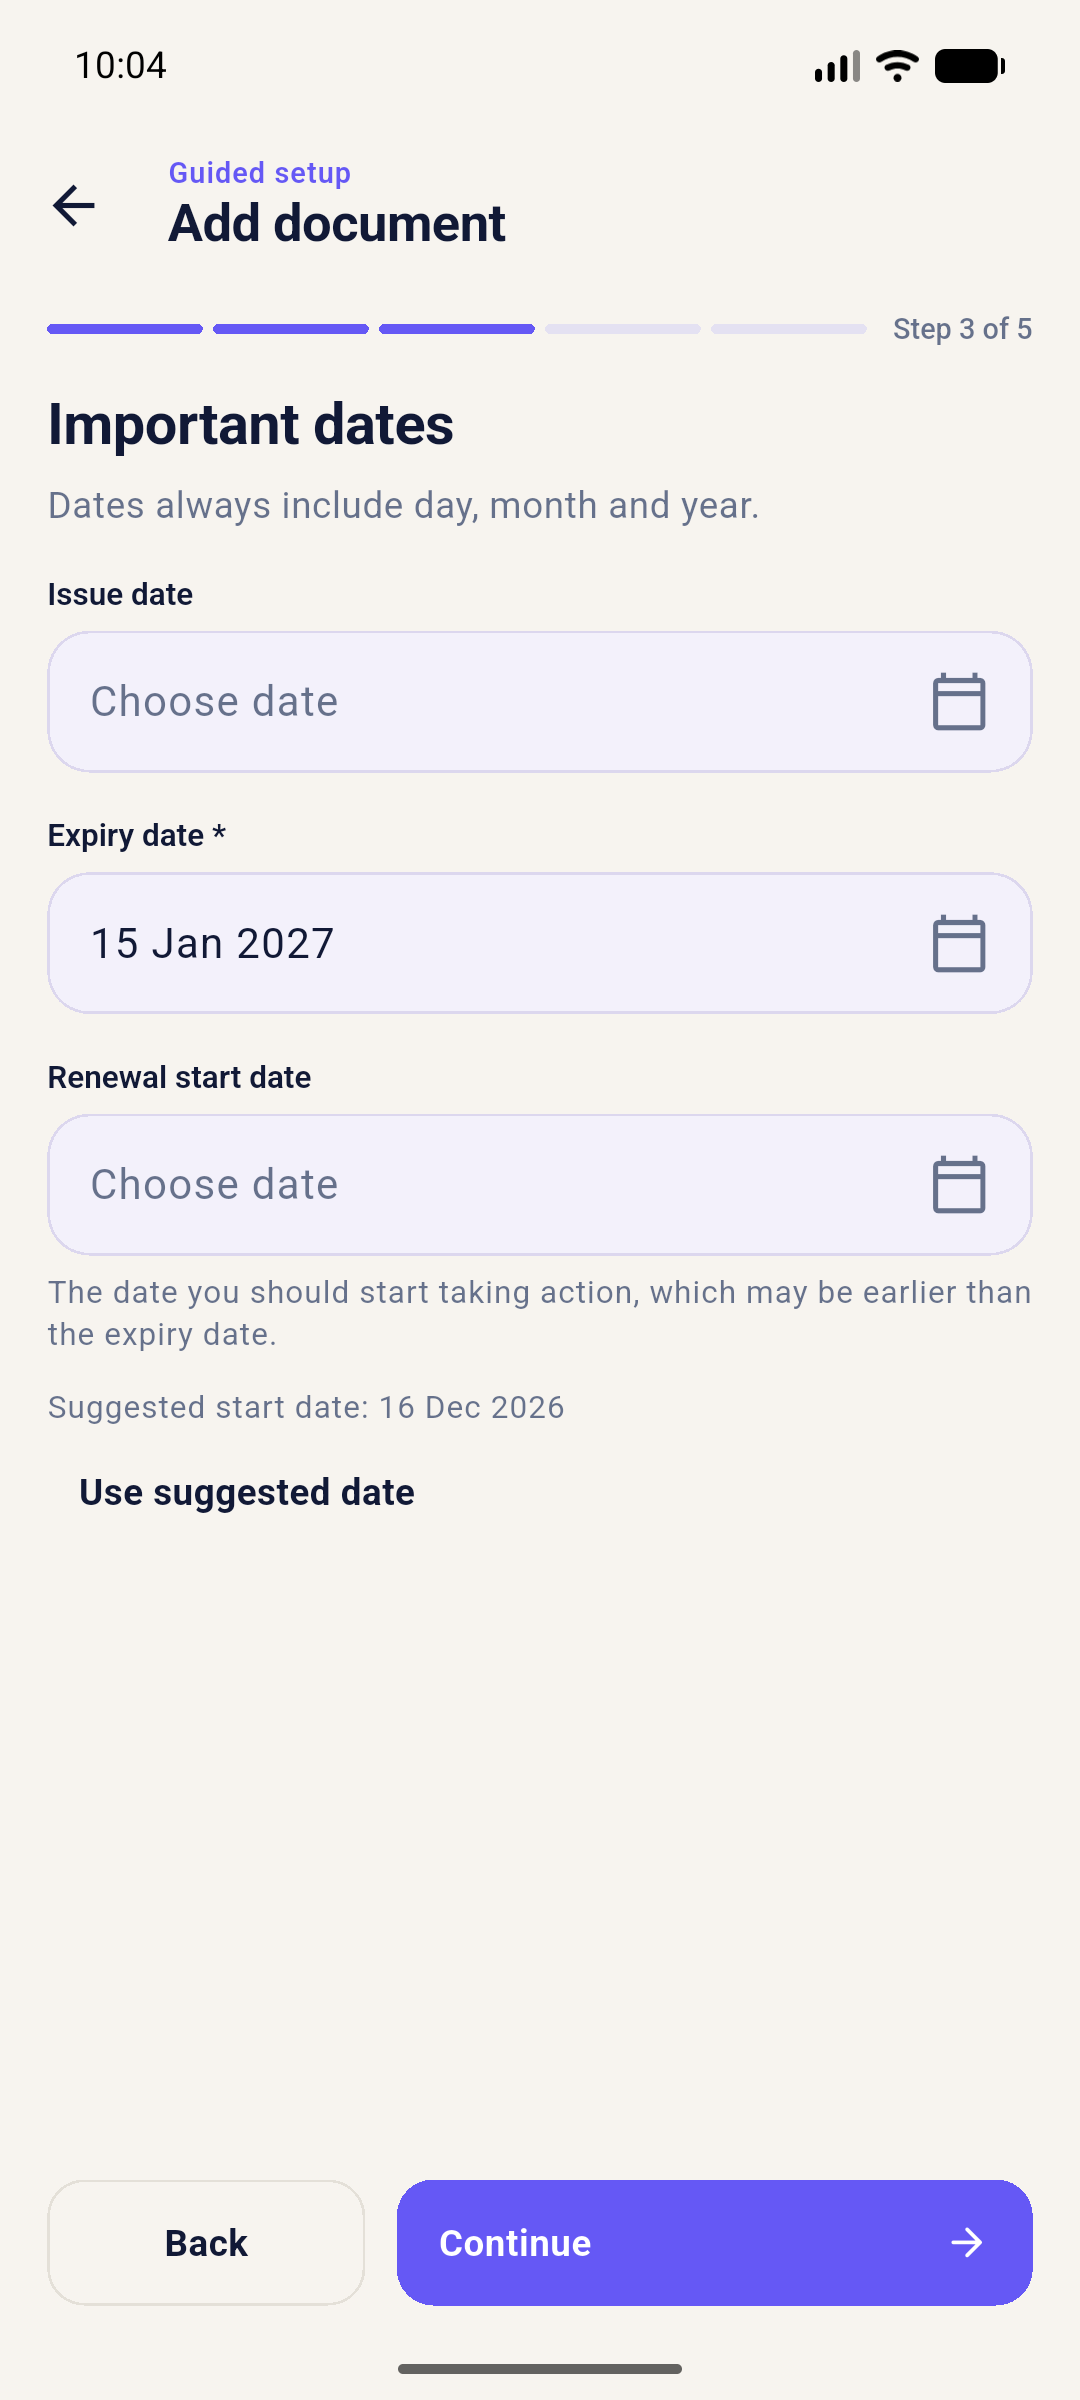 10:04
Guided setup
Add document
Step 3 of 5
Important dates
Dates always include day, month and year.
Issue date
Choose date
Expiry date *
15 Jan 2027
Renewal start date
Choose date
The date you should start taking action, which may be earlier than
the expiry date.
Suggested start date: 16 Dec 2026
Use suggested date
Back
Continue